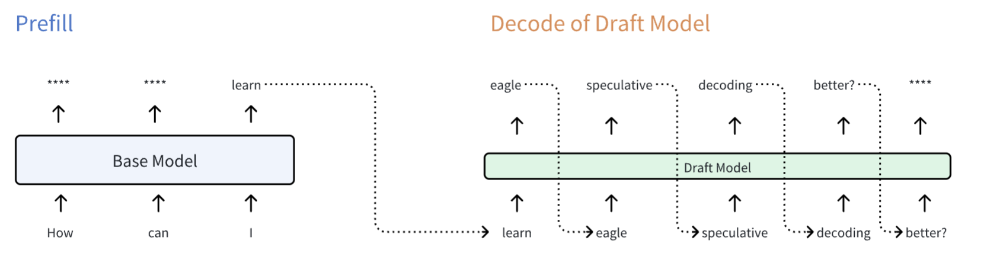 Prefill
Decode of Draft Model
**** **** learn
eagle speculative decoding better? ****
Base Model
Draft Model
How can I
learn eagle speculative decoding better?